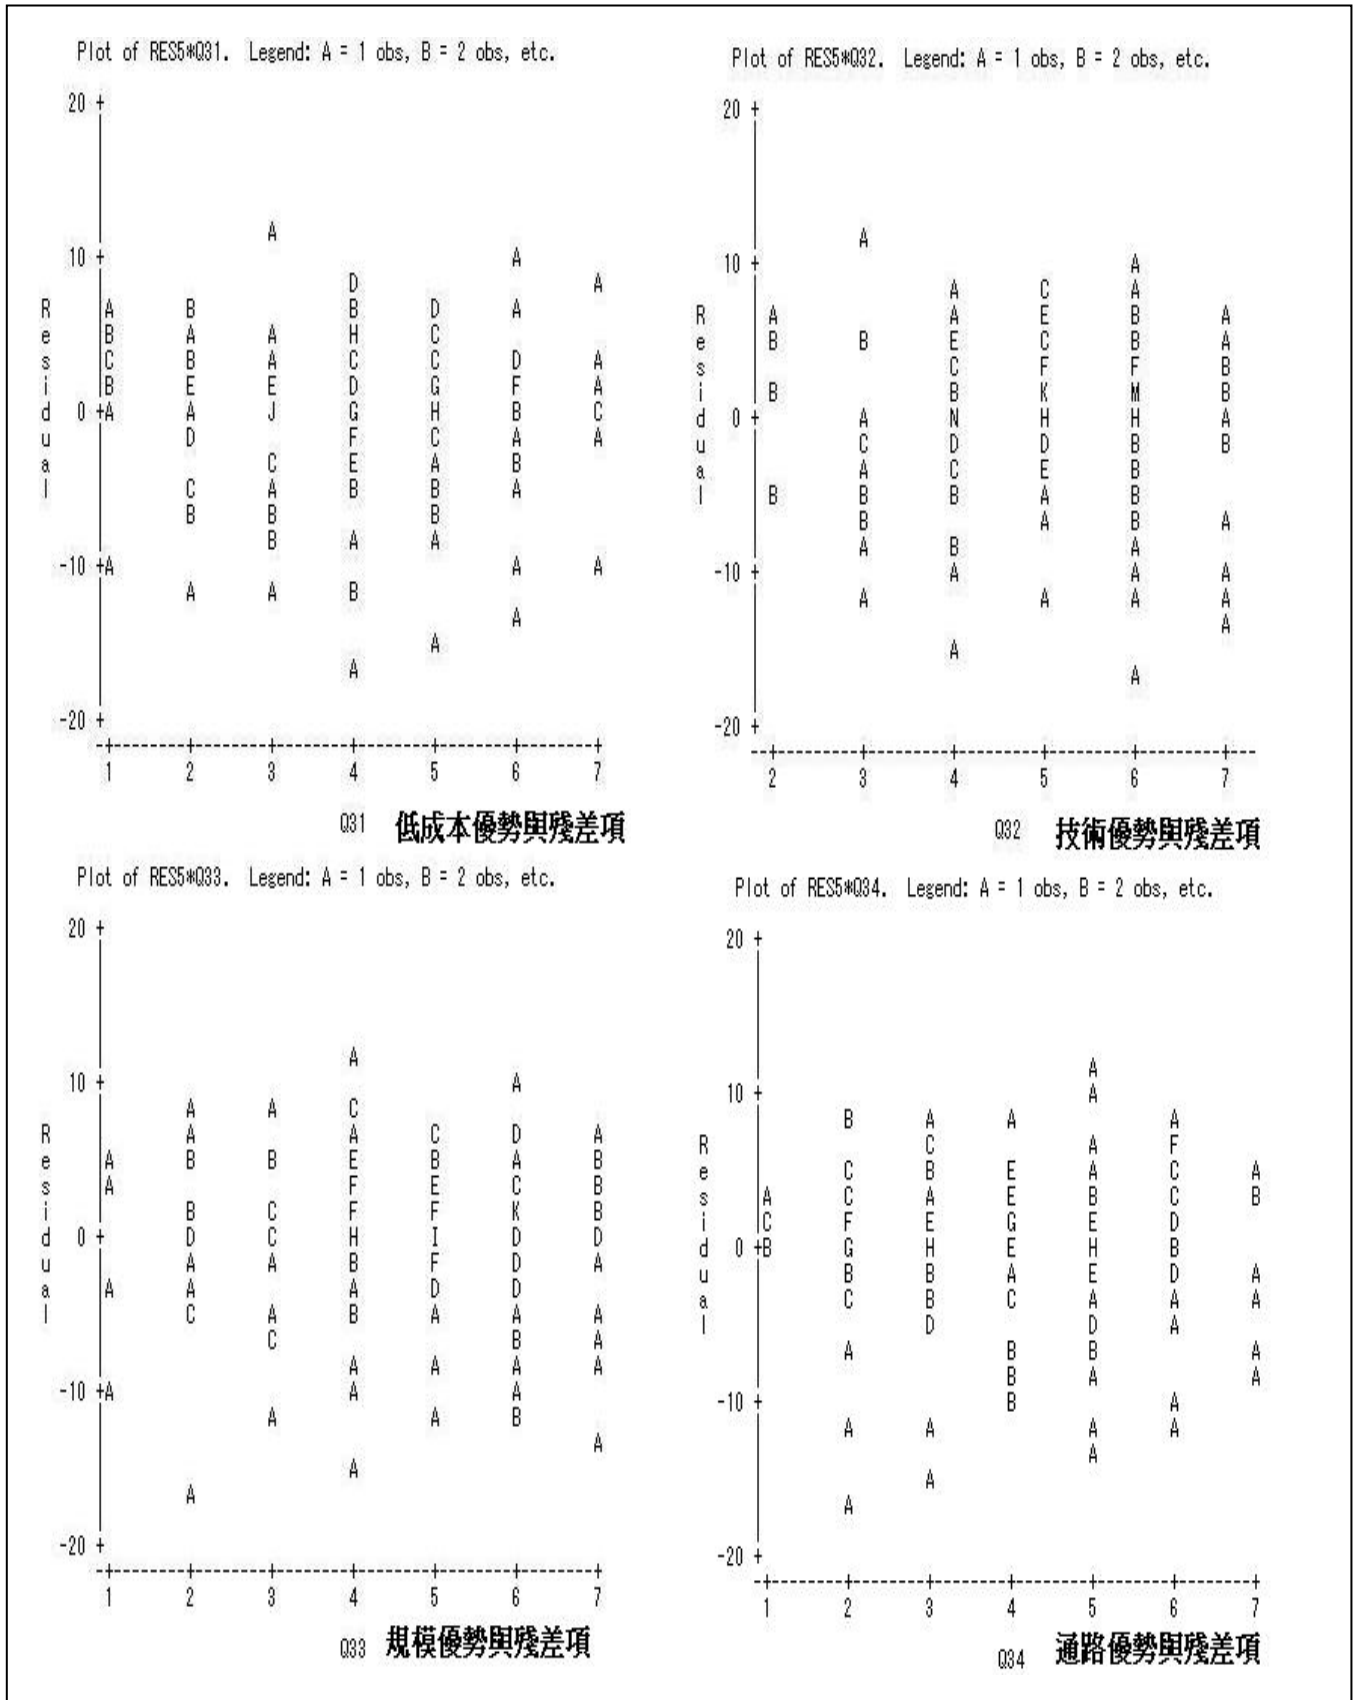 Plot of RES5*Q31. Legend: A = 1 obs, B = 2 obs, etc.
20 +
A
10 + A
D A
R A B B D A
e B A A H C
s C B A C C D A
i B E E D G F A
d 0 +A A J G H B C
u D F C A A
a C E A B
l C A B B A
B B B
B A A
-10 +A A A
A A B
A
A
A
-20 +
1 2 3 4 5 6 7
Q31 低成本優勢與殘差項
Plot of RES5*Q32. Legend: A = 1 obs, B = 2 obs, etc.
20 +
A
10 + A
A C A
R A A E B A
e B B C B A
s C F F B
i B B K M B
d 0 + A N H H A
u C D D B B
a A C E B
l B B B A B
B A B A
A B A
-10 + A A A
A A A A
A
A
A
-20 +
2 3 4 5 6 7
Q32 技術優勢與殘差項
Plot of RES5*Q33. Legend: A = 1 obs, B = 2 obs, etc.
20 +
A
10 + A
A A C
R A A C D A
e A B B E B A B
s A F E C B
i B C F F K B
d 0 + D C H I D D
u A A B F D A
a A A A D D
l C A B A A A
C B A
A A A A
-10 +A A A
A A B
A
A
A
-20 +
1 2 3 4 5 6 7
Q33 規模優勢與殘差項
Plot of RES5*Q34. Legend: A = 1 obs, B = 2 obs, etc.
20 +
A
10 + A
B A A A
R C A F
e C B E A C A
s A C A E B C B
i C F E G E D
d 0 +B G H E H B
u B B A E D A
a C B C A A A
l D D A
A B B A
B A A
-10 + B A
A A A A
A
A
A
-20 +
1 2 3 4 5 6 7
Q34 通路優勢與殘差項